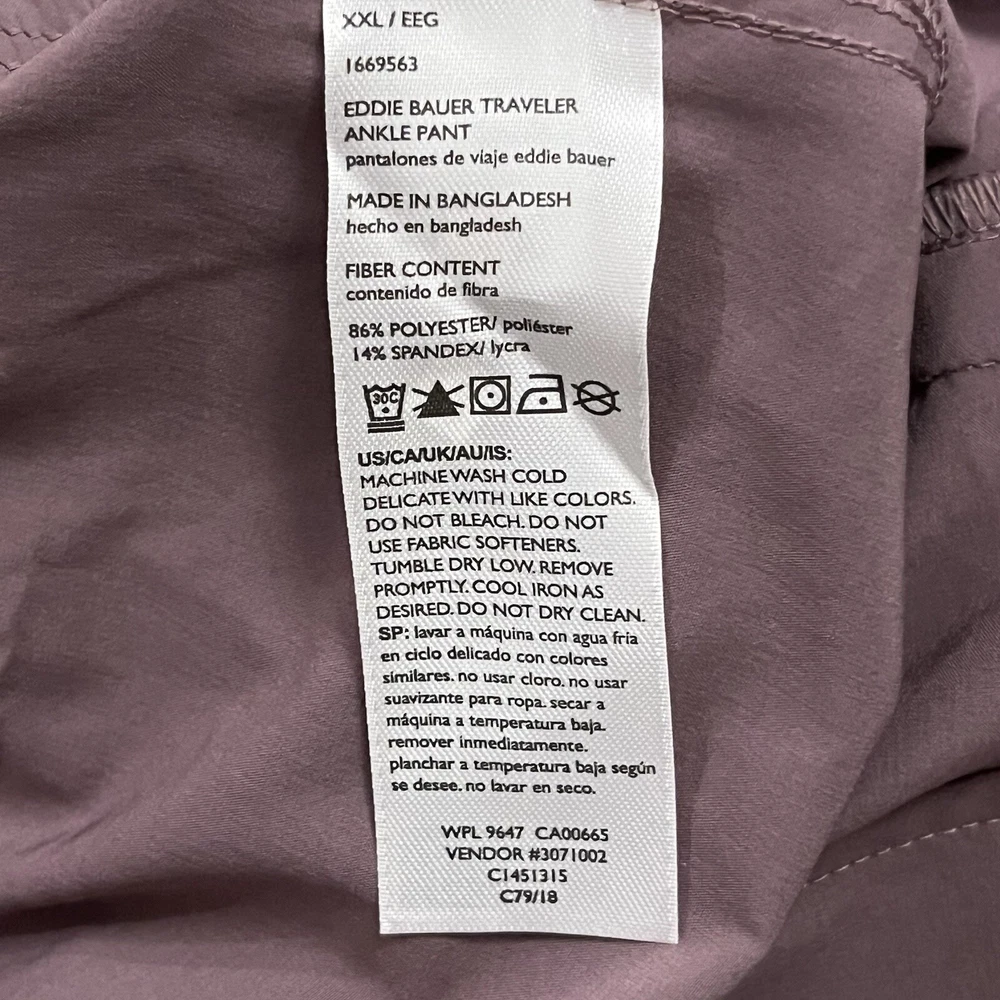 XXL / EEG
1669563
EDDIE BAUER TRAVELER
ANKLE PANT
pantalones de viaje eddie bauer
MADE IN BANGLADESH
hecho en bangladesh
FIBER CONTENT
contenido de fibra
86% POLYESTER/ poliéster
14% SPANDEX/ lycra
30C
US/CA/UK/AU/IS:
MACHINE WASH COLD
DELICATE WITH LIKE COLORS.
DO NOT BLEACH. DO NOT
USE FABRIC SOFTENERS.
TUMBLE DRY LOW. REMOVE
PROMPTLY. COOL IRON AS
DESIRED. DO NOT DRY CLEAN.
SP: lavar a máquina con agua fría
en ciclo delicado con colores
similares. no usar cloro. no usar
suavizante para ropa. secar a
máquina a temperatura baja.
remover inmediatamente.
planchar a temperatura baja según
se desee. no lavar en seco.
WPL 9647 CA00665
VENDOR #3071002
C1451315
C79/18